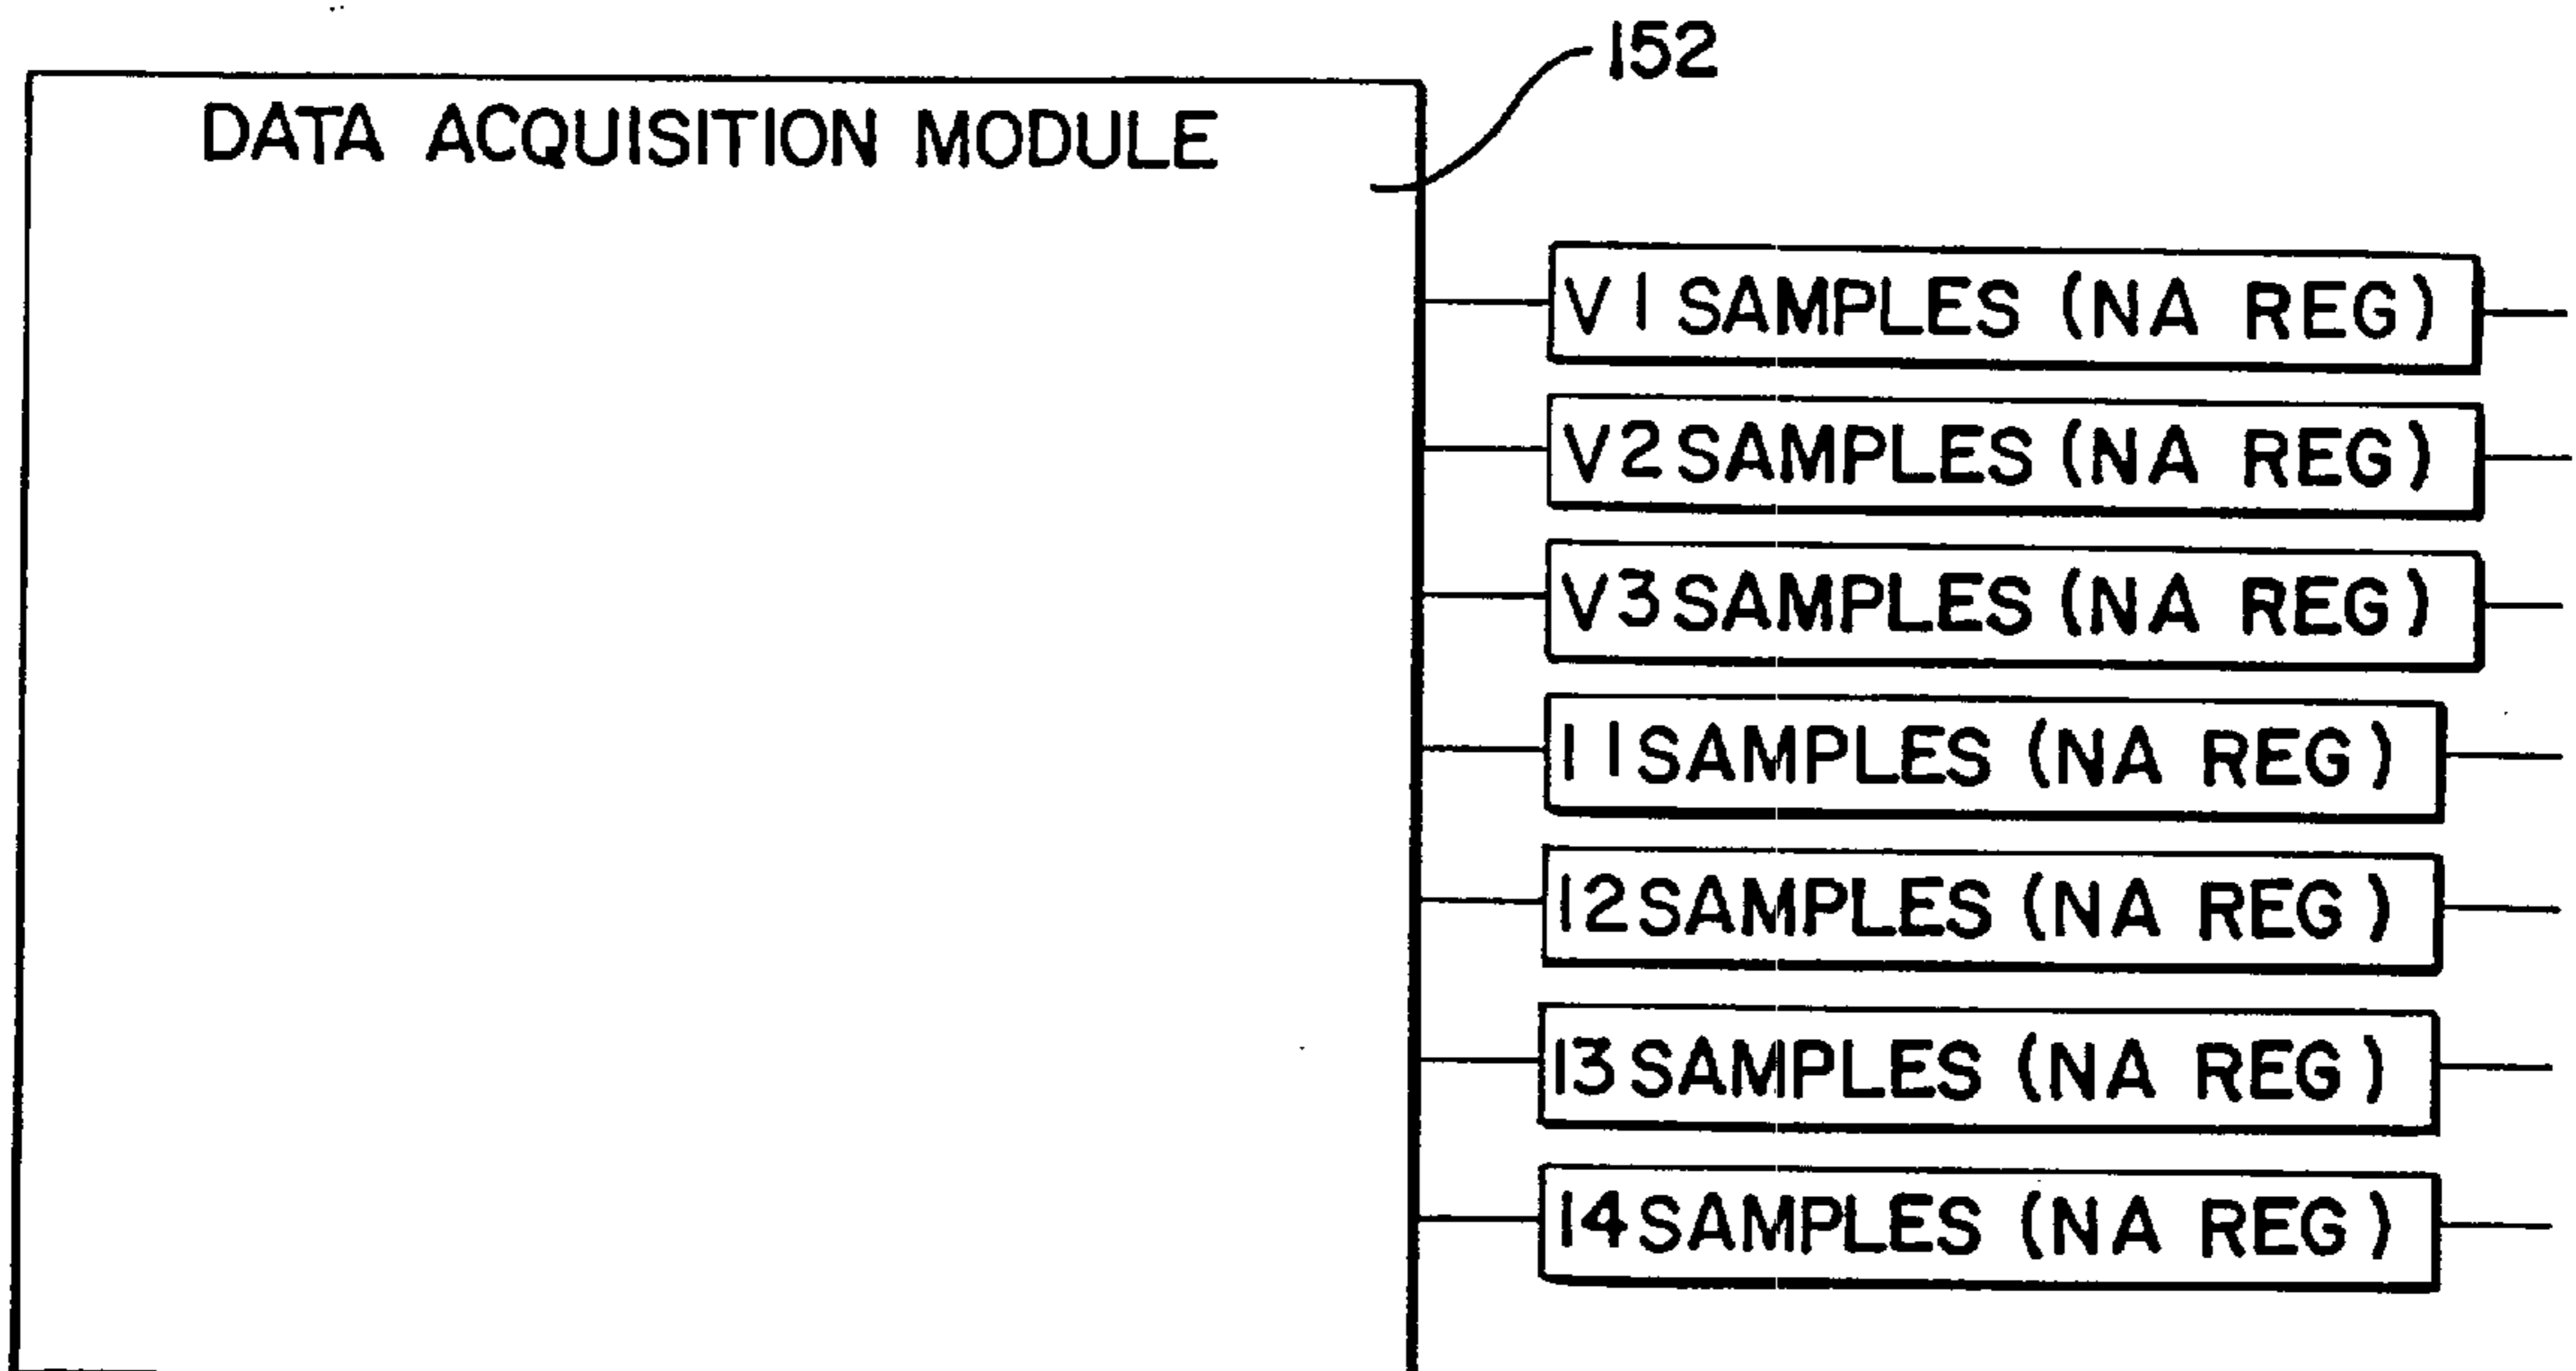 152
DATA ACQUISITION MODULE
V1 SAMPLES (NA REG)
V2 SAMPLES (NA REG)
V3 SAMPLES (NA REG)
I1 SAMPLES (NA REG)
I2 SAMPLES (NA REG)
I3 SAMPLES (NA REG)
I4 SAMPLES (NA REG)